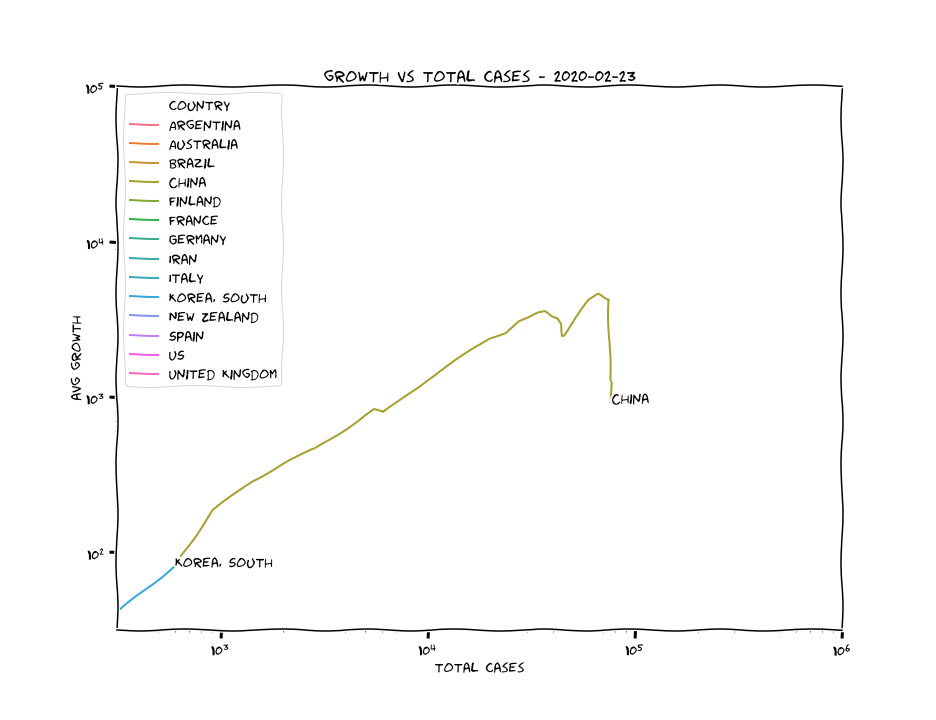 GROWTH VS TOTAL CASES - 2020-02-23
10⁵
COUNTRY
ARGENTINA
AUSTRALIA
BRAZIL
CHINA
FINLAND
FRANCE
GERMANY
IRAN
ITALY
KOREA, SOUTH
NEW ZEALAND
SPAIN
US
UNITED KINGDOM
10⁴
AVG GROWTH
10³
CHINA
10²
KOREA, SOUTH
10³ 10⁴ 10⁵ 10⁶
TOTAL CASES